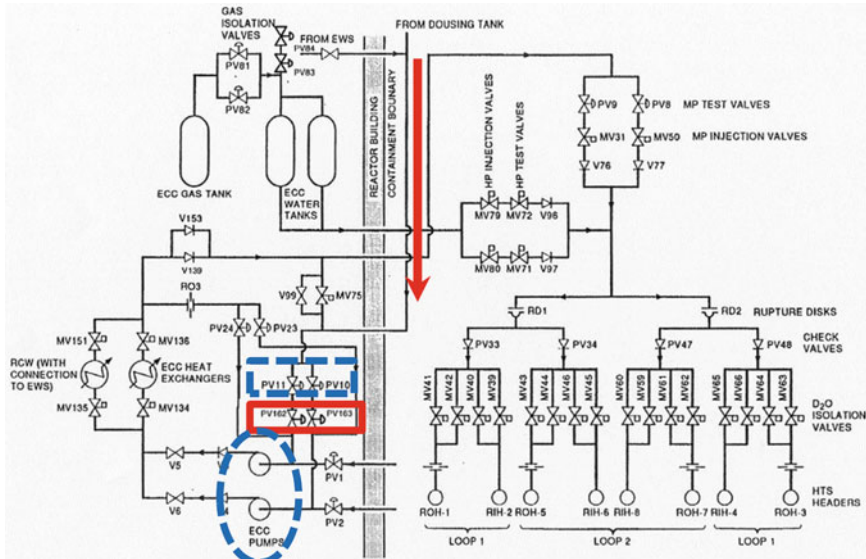 GAS
ISOLATION
VALVES
PV81
PV82
FROM EWS
PV84
PV83
FROM DOUSING TANK
ECC GAS TANK
ECC
WATER
TANKS
REACTOR BUILDING
CONTAINMENT BOUNARY
HP INJECTION VALVES
HP TEST VALVES
MV79
MV72
V96
MV80
MV71
V97
PV9
PV8
MP TEST VALVES
MV31
MV50
MP INJECTION VALVES
V76
V77
V153
V139
RO3
V99
MV75
PV24
PV23
MV151
MV136
RCW (WITH
CONNECTION
TO EWS)
ECC HEAT
EXCHANGERS
MV135
MV134
PV11
PV10
PV162
PV163
V5
V6
PV1
PV2
ECC
PUMPS
RD1
RD2
RUPTURE DISKS
PV33
PV34
PV47
PV48
CHECK
VALVES
MV41
MV42
MV40
MV39
MV43
MV44
MV46
MV45
MV60
MV59
MV61
MV62
MV65
MV66
MV64
MV63
D₂O
ISOLATION
VALVES
HTS
HEADERS
ROH-1
RIH-2
ROH-5
RIH-6
RIH-8
ROH-7
RIH-4
ROH-3
LOOP 1
LOOP 2
LOOP 1